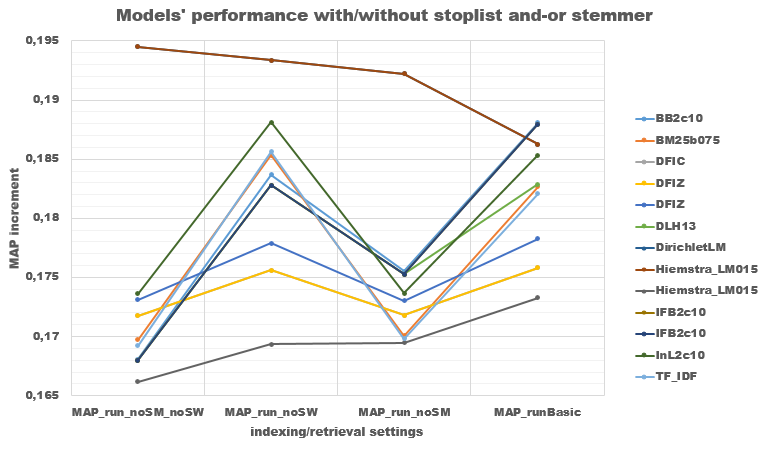 Models' performance with/without stoplist and-or stemmer
0,195
0,19
0,185
0,18
0,175
0,17
0,165
MAP increment
MAP_run_noSM_noSW
MAP_run_noSW
MAP_run_noSM
MAP_runBasic
indexing/retrieval settings
BB2c10
BM25b075
DFIC
DFIZ
DFIZ
DLH13
DirichletLM
Hiemstra_LM015
Hiemstra_LM015
IFB2c10
IFB2c10
InL2c10
TF_IDF